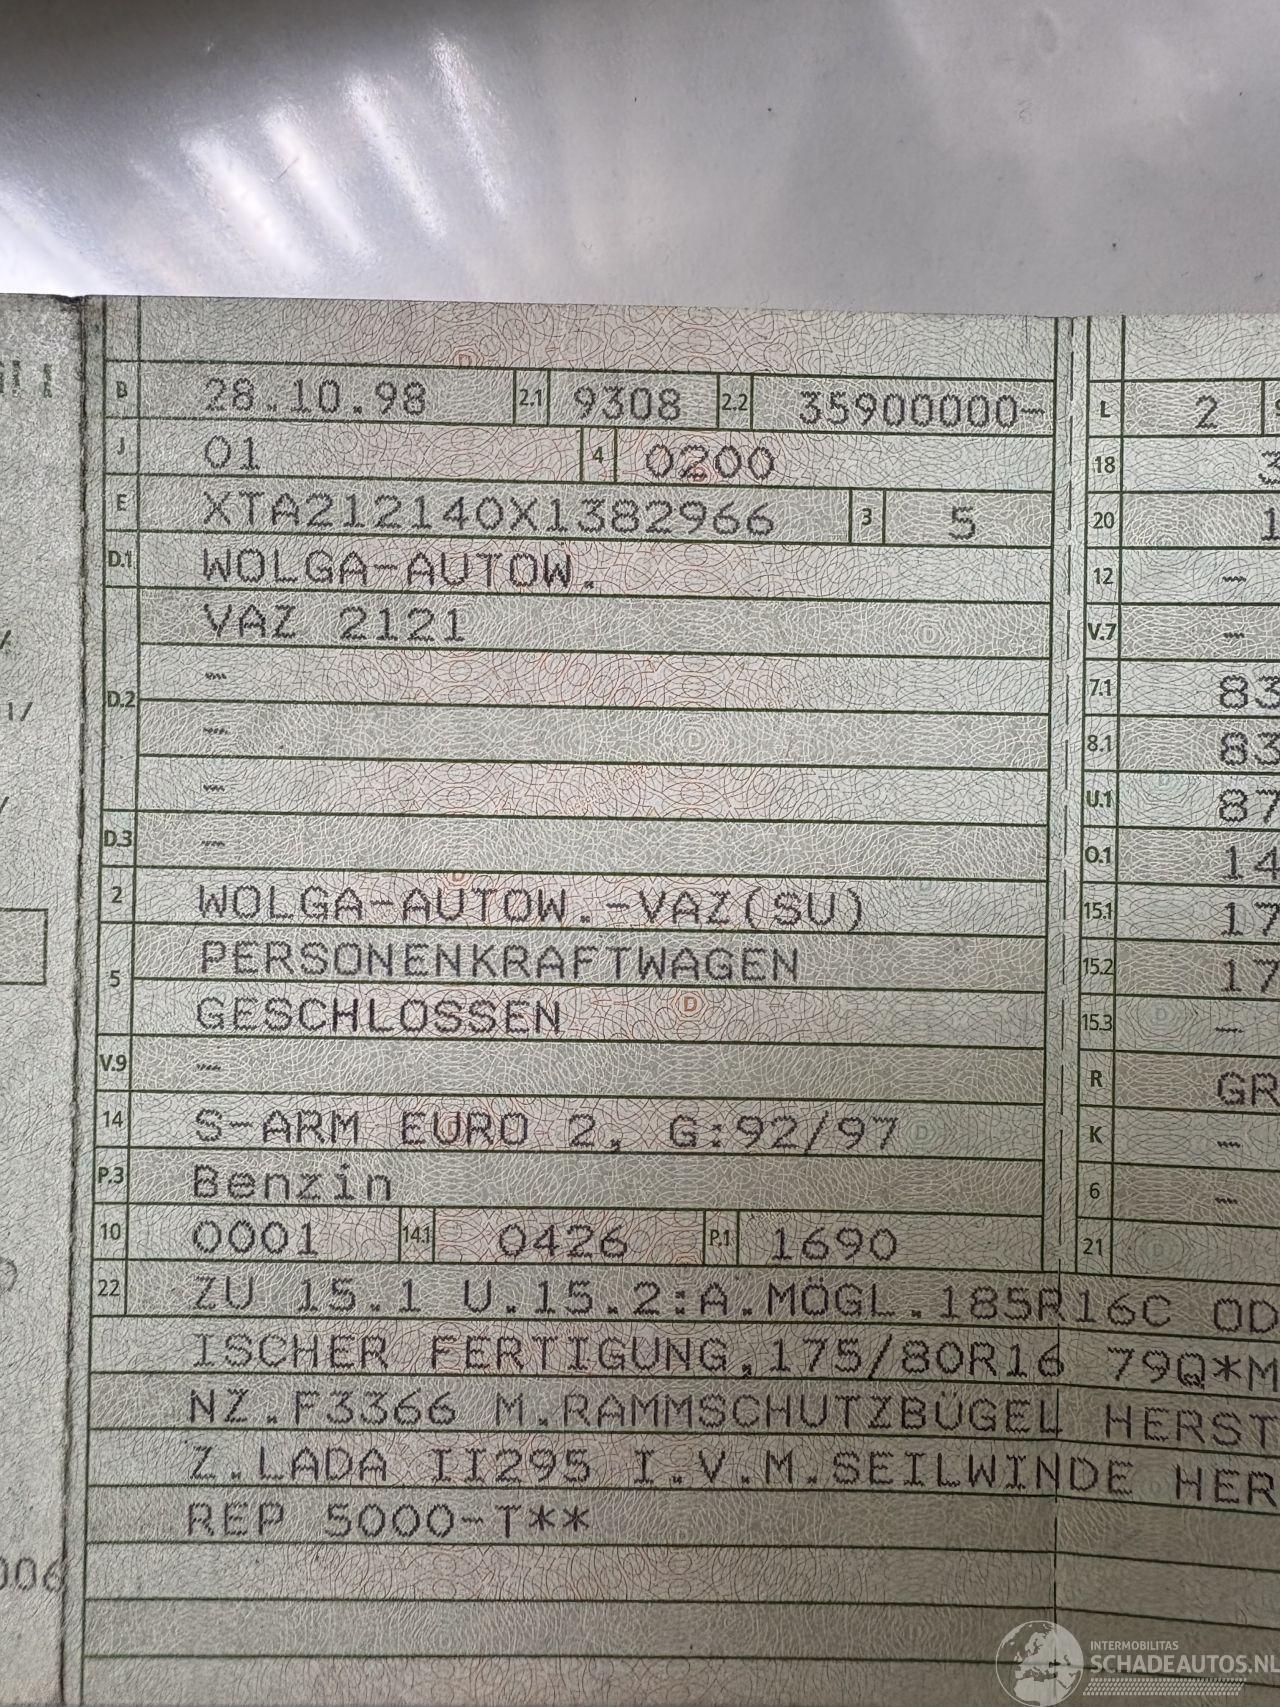 B 28.10.98 2.1 9308 2.2 35900000- L 2
J 01 4 0200 18
E XTA212140X1382966 3 5 20 1
D.1 WOLGA-AUTOW. 12 -
VAZ 2121 V.7 -
- 7.1 83
D.2 - 8.1 83
- U.1 87
D.3 - O.1 14
2 WOLGA-AUTOW.-VAZ(SU) 15.1 17
5 PERSONENKRAFTWAGEN 15.2 17
GESCHLOSSEN 15.3 -
V.9 - R GR
14 S-ARM EURO 2, G:92/97 K -
P.3 Benzin 6 -
10 0001 14.1 0426 P.1 1690 21
22 ZU 15.1 U.15.2:A.MÖGL.185R16C OD
ISCHER FERTIGUNG,175/80R16 79Q*M
NZ.F3366 M.RAMMSCHUTZBÜGEL HERST
Z.LADA II295 I.V.M.SEILWINDE HER
REP 5000-T**
006
INTERMOBILITAS
SCHADEAUTOS.NL